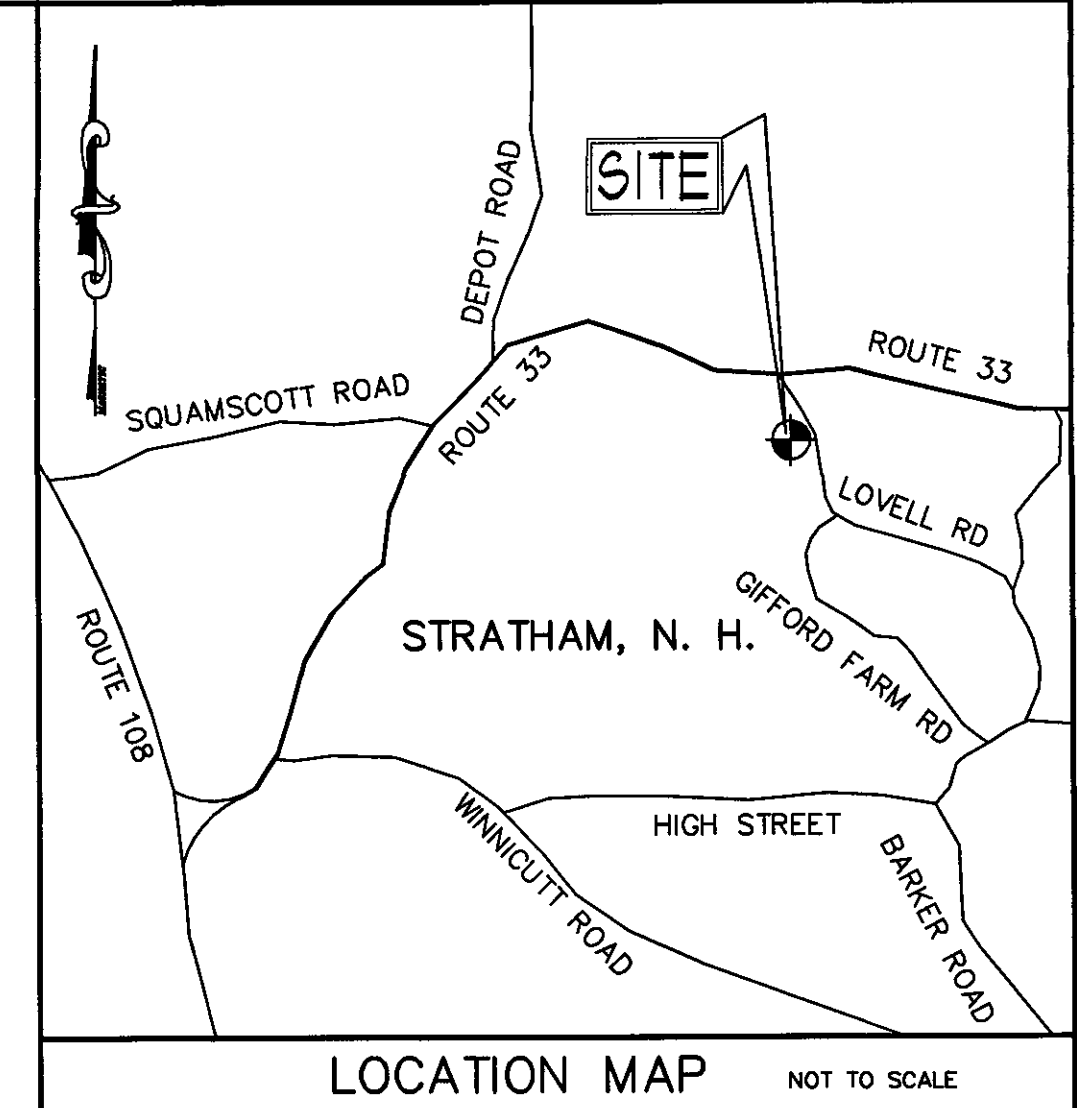 SITE
DEPOT ROAD
ROUTE 33
ROUTE 33
SQUAMSCOTT ROAD
LOVELL RD
GIFFORD FARM RD
STRATHAM, N. H.
ROUTE 108
WINNICUTT ROAD
HIGH STREET
BARKER ROAD
LOCATION MAP
NOT TO SCALE